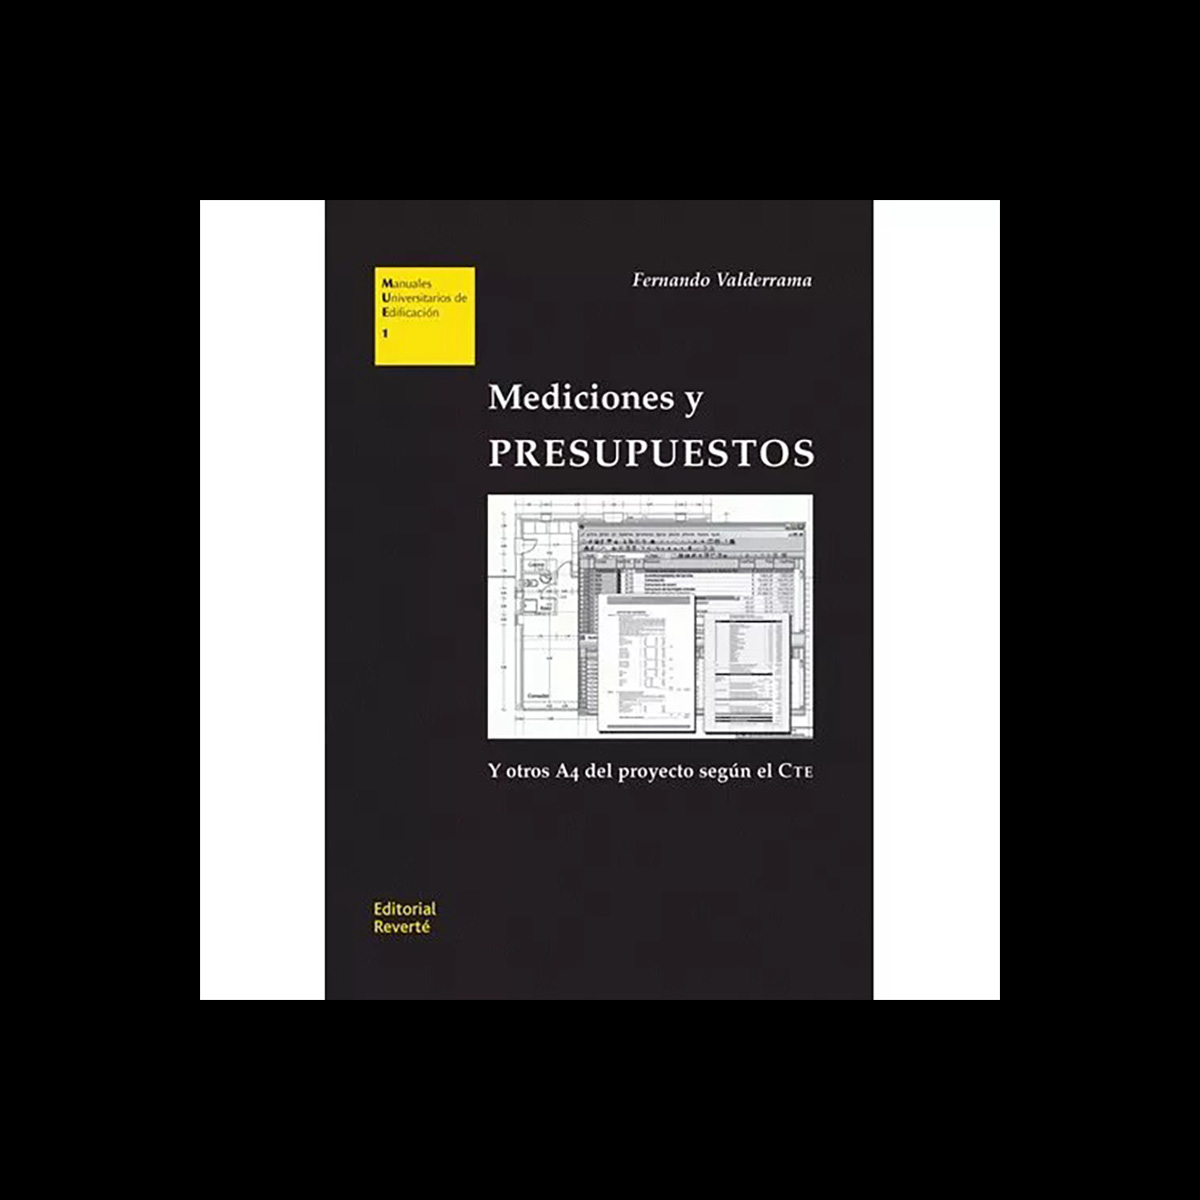 Manuales
Universitarios de
Edificación
1
Fernando Valderrama
Mediciones y
PRESUPUESTOS
Y otros A4 del proyecto según el CTE
Editorial
Reverté